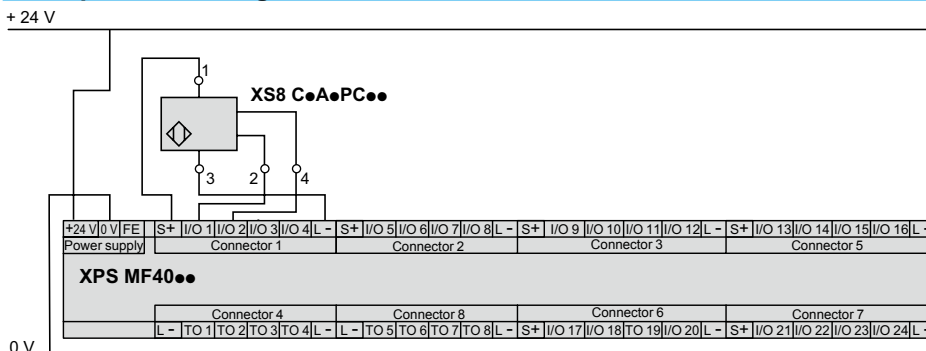 + 24 V
1
XS8 C●A●PC●●
3 2 4
+24 V 0 V FE S+ I/O 1 I/O 2 I/O 3 I/O 4 L - S+ I/O 5 I/O 6 I/O 7 I/O 8 L - S+ I/O 9 I/O 10 I/O 11 I/O 12 L - S+ I/O 13 I/O 14 I/O 15 I/O 16 L -
Power supply Connector 1 Connector 2 Connector 3 Connector 5
XPS MF40●●
Connector 4 Connector 8 Connector 6 Connector 7
L - TO 1 TO 2 TO 3 TO 4 L - L - TO 5 TO 6 TO 7 TO 8 L - S+ I/O 17 I/O 18 TO 19 I/O 20 L - S+ I/O 21 I/O 22 I/O 23 I/O 24 L -
0 V